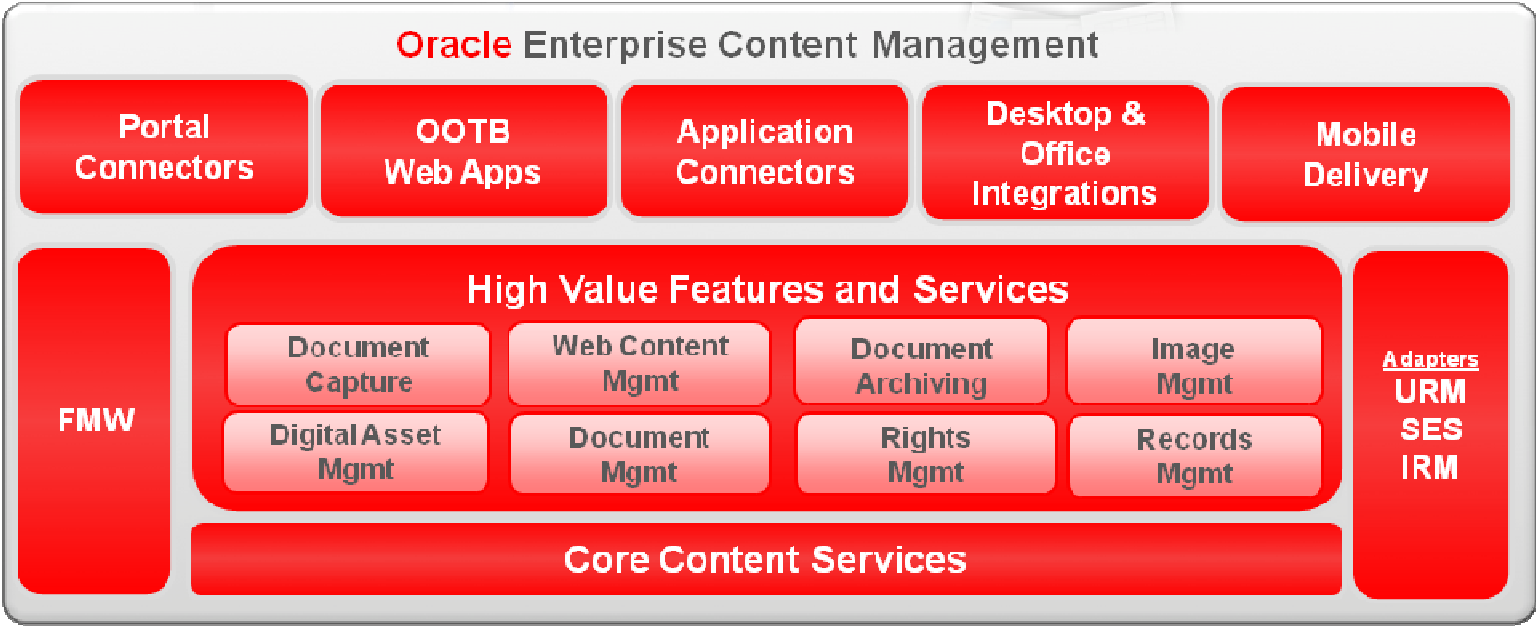 Oracle Enterprise Content Management
Portal
Connectors
OOTB
Web Apps
Application
Connectors
Desktop &
Office
Integrations
Mobile
Delivery
FMW
High Value Features and Services
Document
Capture
Web Content
Mgmt
Document
Archiving
Image
Mgmt
Digital Asset
Mgmt
Document
Mgmt
Rights
Mgmt
Records
Mgmt
Core Content Services
Adapters
URM
SES
IRM